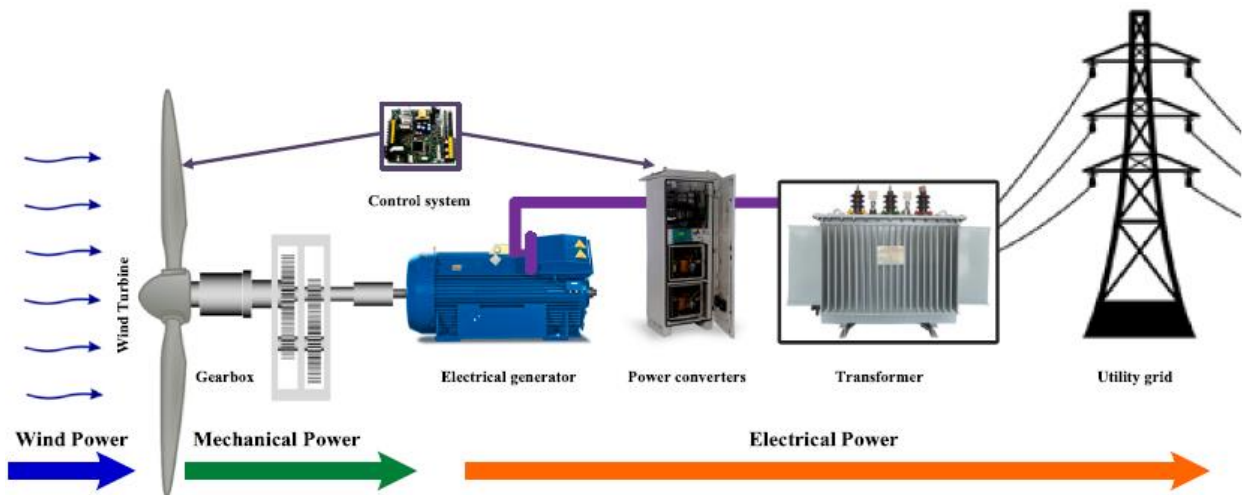 Control system
Wind Turbine
Gearbox
Electrical generator
Power converters
Transformer
Utility grid
Wind Power
Mechanical Power
Electrical Power